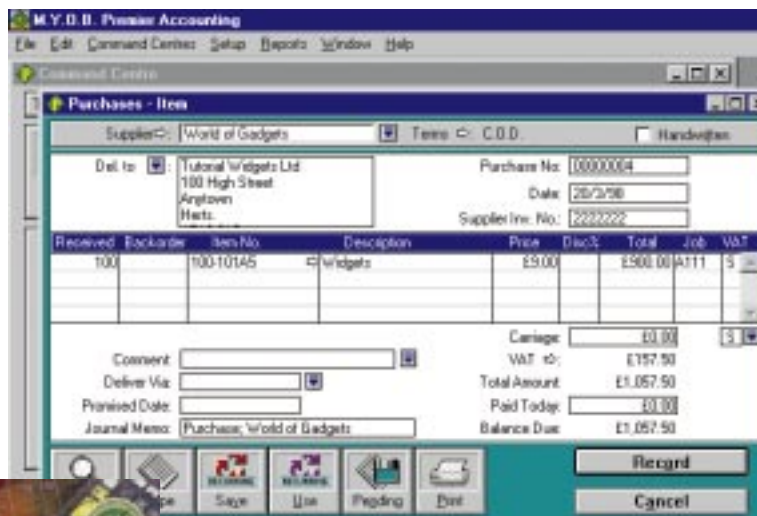 M.Y.O.B. Premier Accounting
File Edit Command Centres Setup Reports Window Help
Command Centre
Purchases - Item
Supplier: World of Gadgets Terms C.O.D. Handwritten
Del. to : Tutorial Widgets Ltd Purchase No: 00000004
100 High Street Date: 20/3/98
Anytown Supplier Inv. No.: 2222222
Herts.
Received Backorder Item No. Description Price Disc% Total Job VAT
100 100-101A5 Widgets £9.00 £900.00 A111 S
Carriage: £0.00 S
Comment: VAT : £157.50
Deliver Via: Total Amount: £1,057.50
Promised Date: Paid Today: £0.00
Journal Memo: Purchase; World of Gadgets Balance Due: £1,057.50
Record
Save Use Pending Print
Cancel